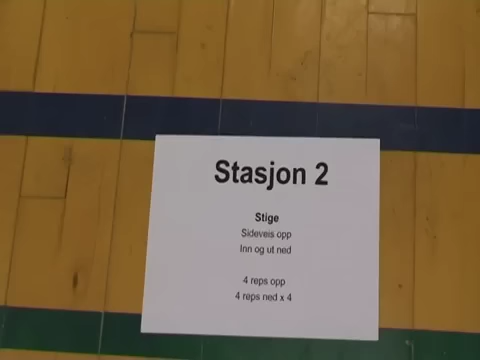 Stasjon 2
Stige
Sideveis opp
Inn og ut ned
4 reps opp
4 reps ned x 4